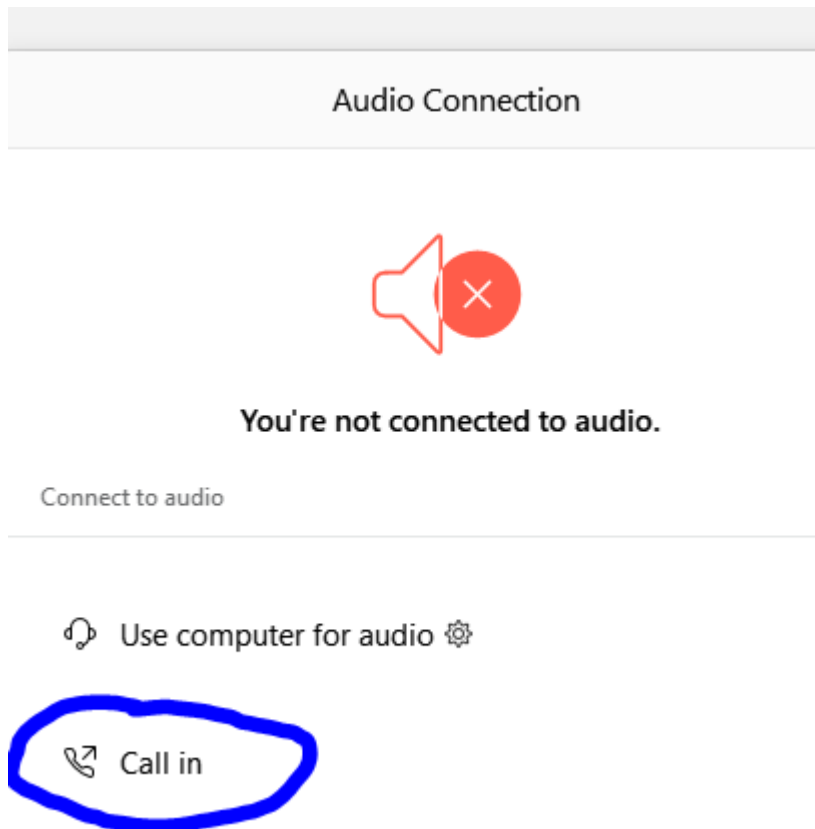 Audio Connection
You're not connected to audio.
Connect to audio
Use computer for audio
Call in